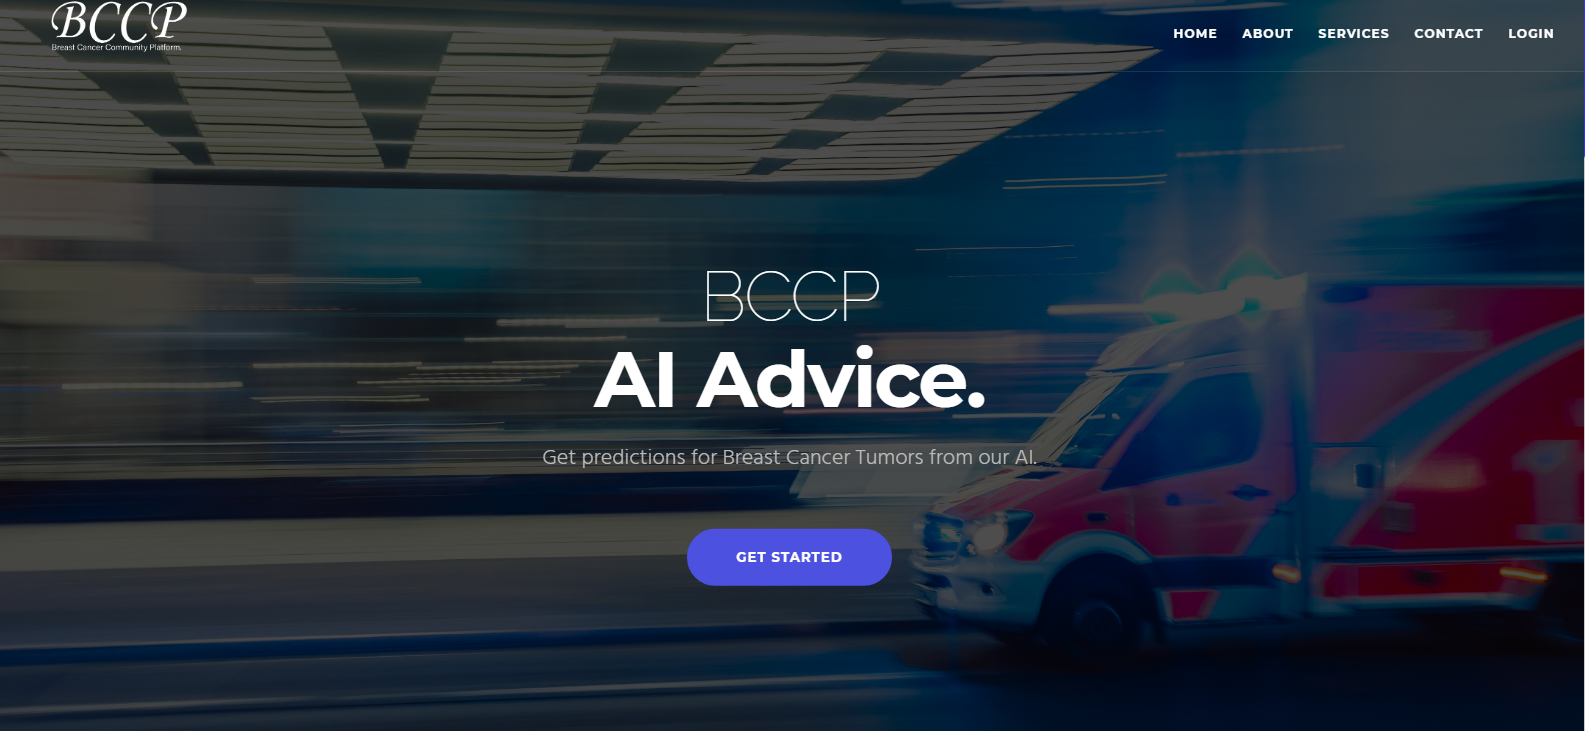 BCCP
Breast Cancer Community Platform.
HOME ABOUT SERVICES CONTACT LOGIN
BCCP
AI Advice.
Get predictions for Breast Cancer Tumors from our AI.
GET STARTED